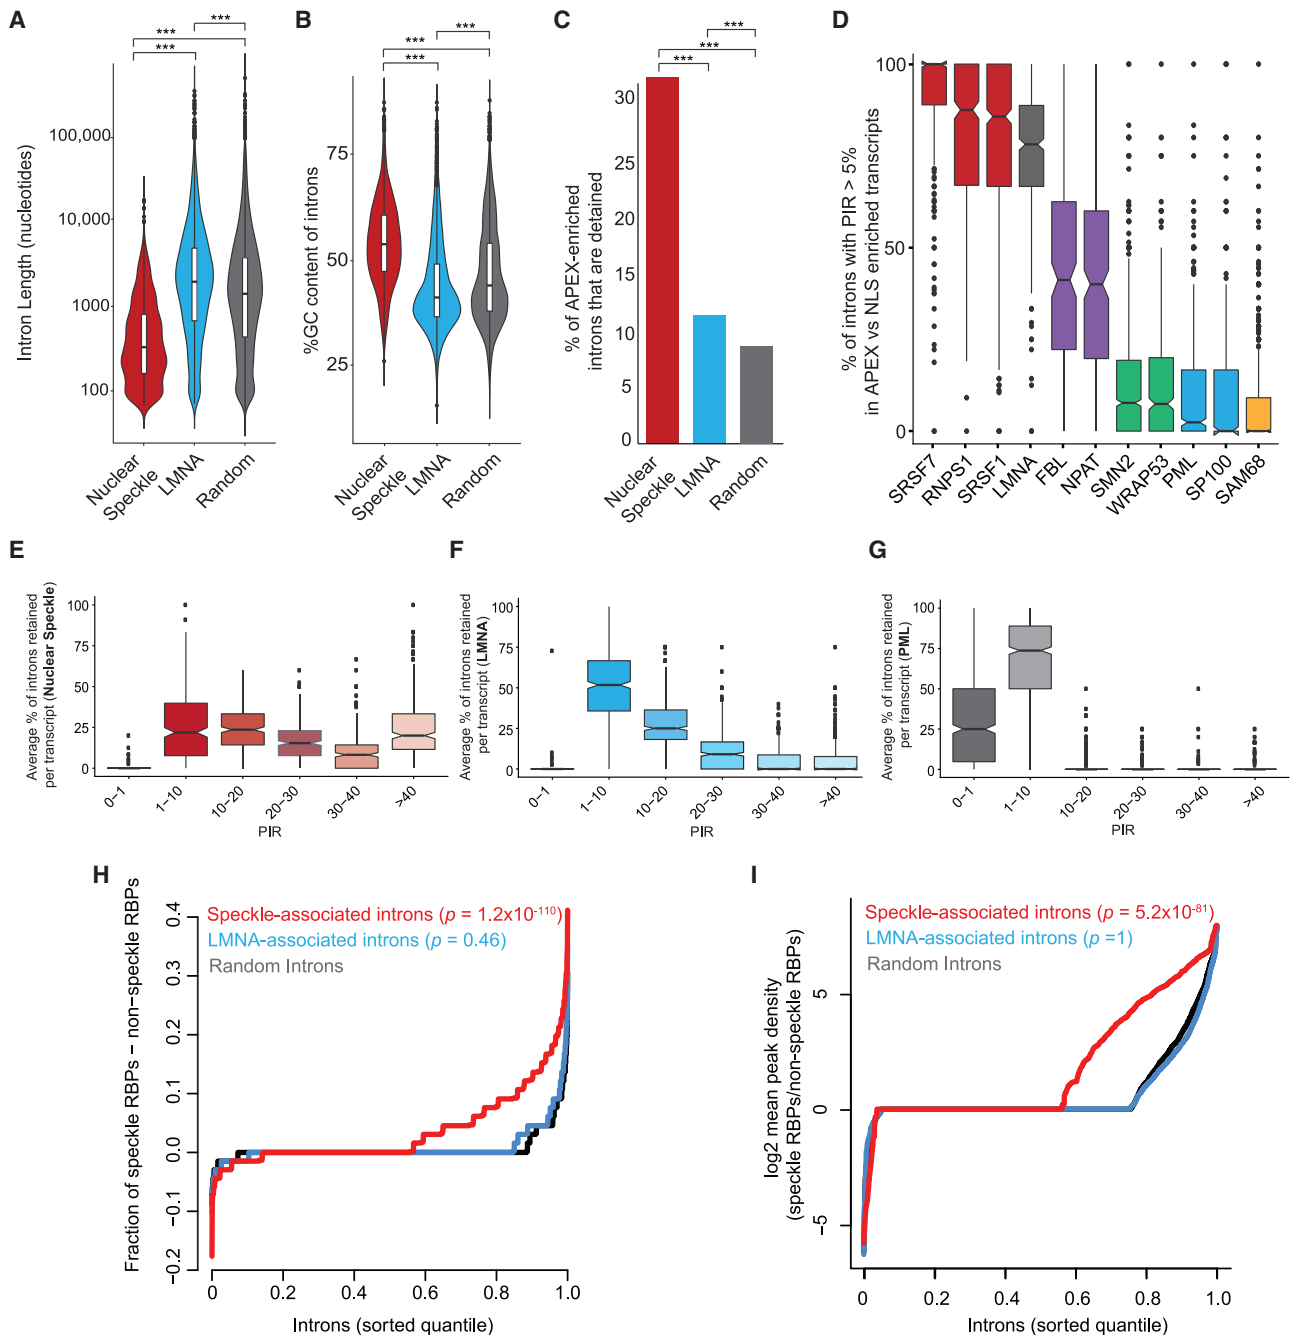 A
***
***
***
Intron Length (nucleotides)
100,000
10,000
1000
100
Nuclear
Speckle
LMNA
Random
B
***
***
***
%GC content of introns
75
50
25
Nuclear
Speckle
LMNA
Random
C
***
***
***
% of APEX-enriched
introns that are detained
30
25
20
15
10
5
0
Nuclear
Speckle
LMNA
Random
D
% of introns with PIR > 5%
in APEX vs NLS enriched transcripts
100
50
0
SRSF7
RNPS1
SRSF1
LMNA
FBL
NPAT
SMN2
WRAP53
PML
SP100
SAM68
E
Average % of introns retained
per transcript (Nuclear Speckle)
100
75
50
25
0
0−1
1−10
10−20
20−30
30−40
>40
PIR
F
Average % of introns retained
per transcript (LMNA)
100
75
50
25
0
0−1
1−10
10−20
20−30
30−40
>40
PIR
G
Average % of introns retained
per transcript (PML)
100
75
50
25
0
0−1
1−10
10−20
20−30
30−40
>40
PIR
H
Fraction of speckle RBPs − non−speckle RBPs
0.4
0.3
0.2
0.1
0.0
−0.1
−0.2
Speckle-associated introns (p = 1.2x10-110)
LMNA-associated introns (p = 0.46)
Random Introns
0
0.2
0.4
0.6
0.8
1.0
Introns (sorted quantile)
I
log2 mean peak density
(speckle RBPs/non−speckle RBPs)
5
0
−5
Speckle-associated introns (p = 5.2x10-81)
LMNA-associated introns (p =1)
Random Introns
0
0.2
0.4
0.6
0.8
1.0
Introns (sorted quantile)